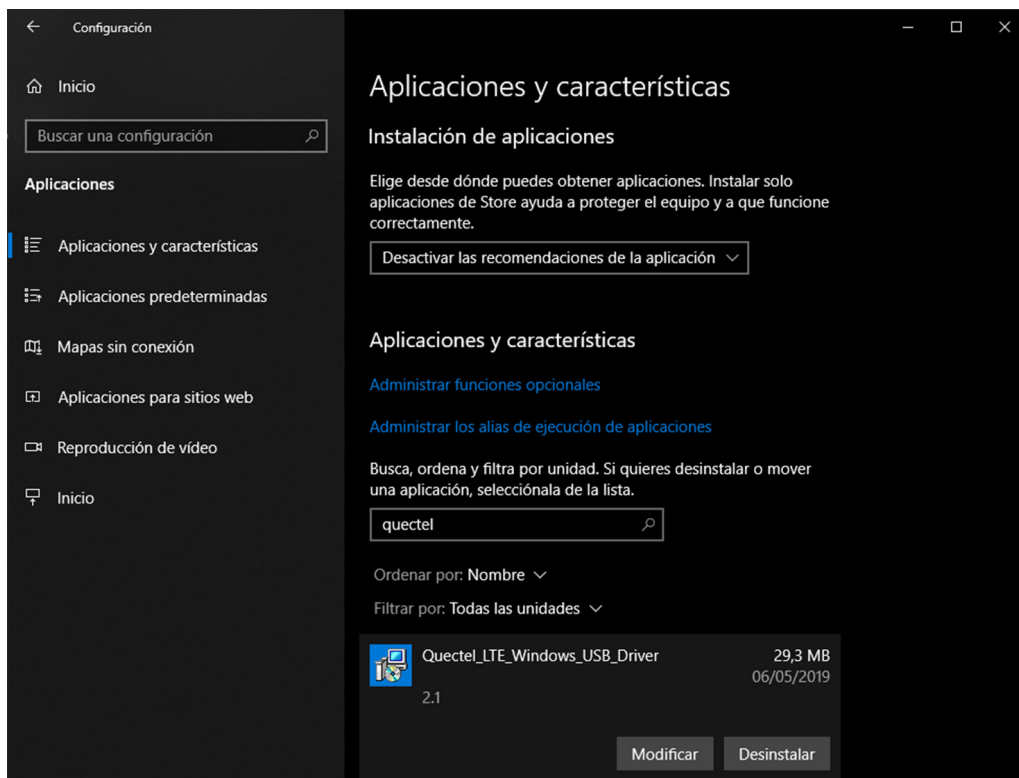 Configuración
Inicio
Buscar una configuración
Aplicaciones
Aplicaciones y características
Aplicaciones predeterminadas
Mapas sin conexión
Aplicaciones para sitios web
Reproducción de vídeo
Inicio
Aplicaciones y características
Instalación de aplicaciones
Elige desde dónde puedes obtener aplicaciones. Instalar solo
aplicaciones de Store ayuda a proteger el equipo y a que funcione
correctamente.
Desactivar las recomendaciones de la aplicación
Aplicaciones y características
Administrar funciones opcionales
Administrar los alias de ejecución de aplicaciones
Busca, ordena y filtra por unidad. Si quieres desinstalar o mover
una aplicación, selecciónala de la lista.
quectel
Ordenar por: Nombre
Filtrar por: Todas las unidades
Quectel_LTE_Windows_USB_Driver 29,3 MB
06/05/2019
2.1
Modificar Desinstalar